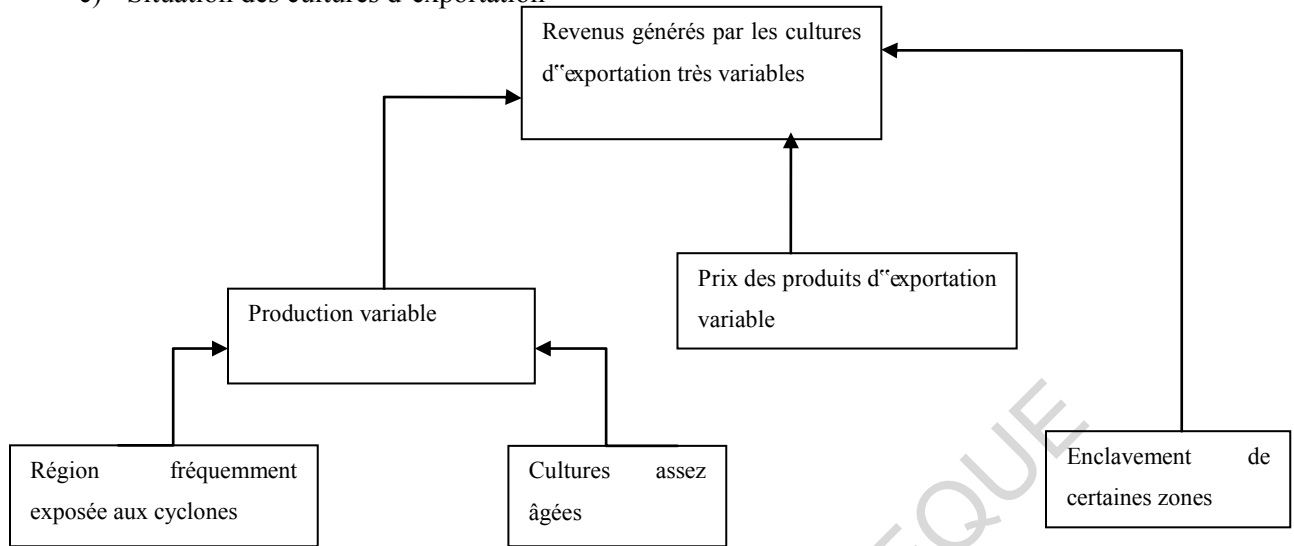 Situation des cultures d'exportation
Revenus générés par les cultures
d‟exportation très variables
Prix des produits d‟exportation
variable
Production variable
Région fréquemment
exposée aux cyclones
Cultures assez
âgées
Enclavement de
certaines zones
EQUE